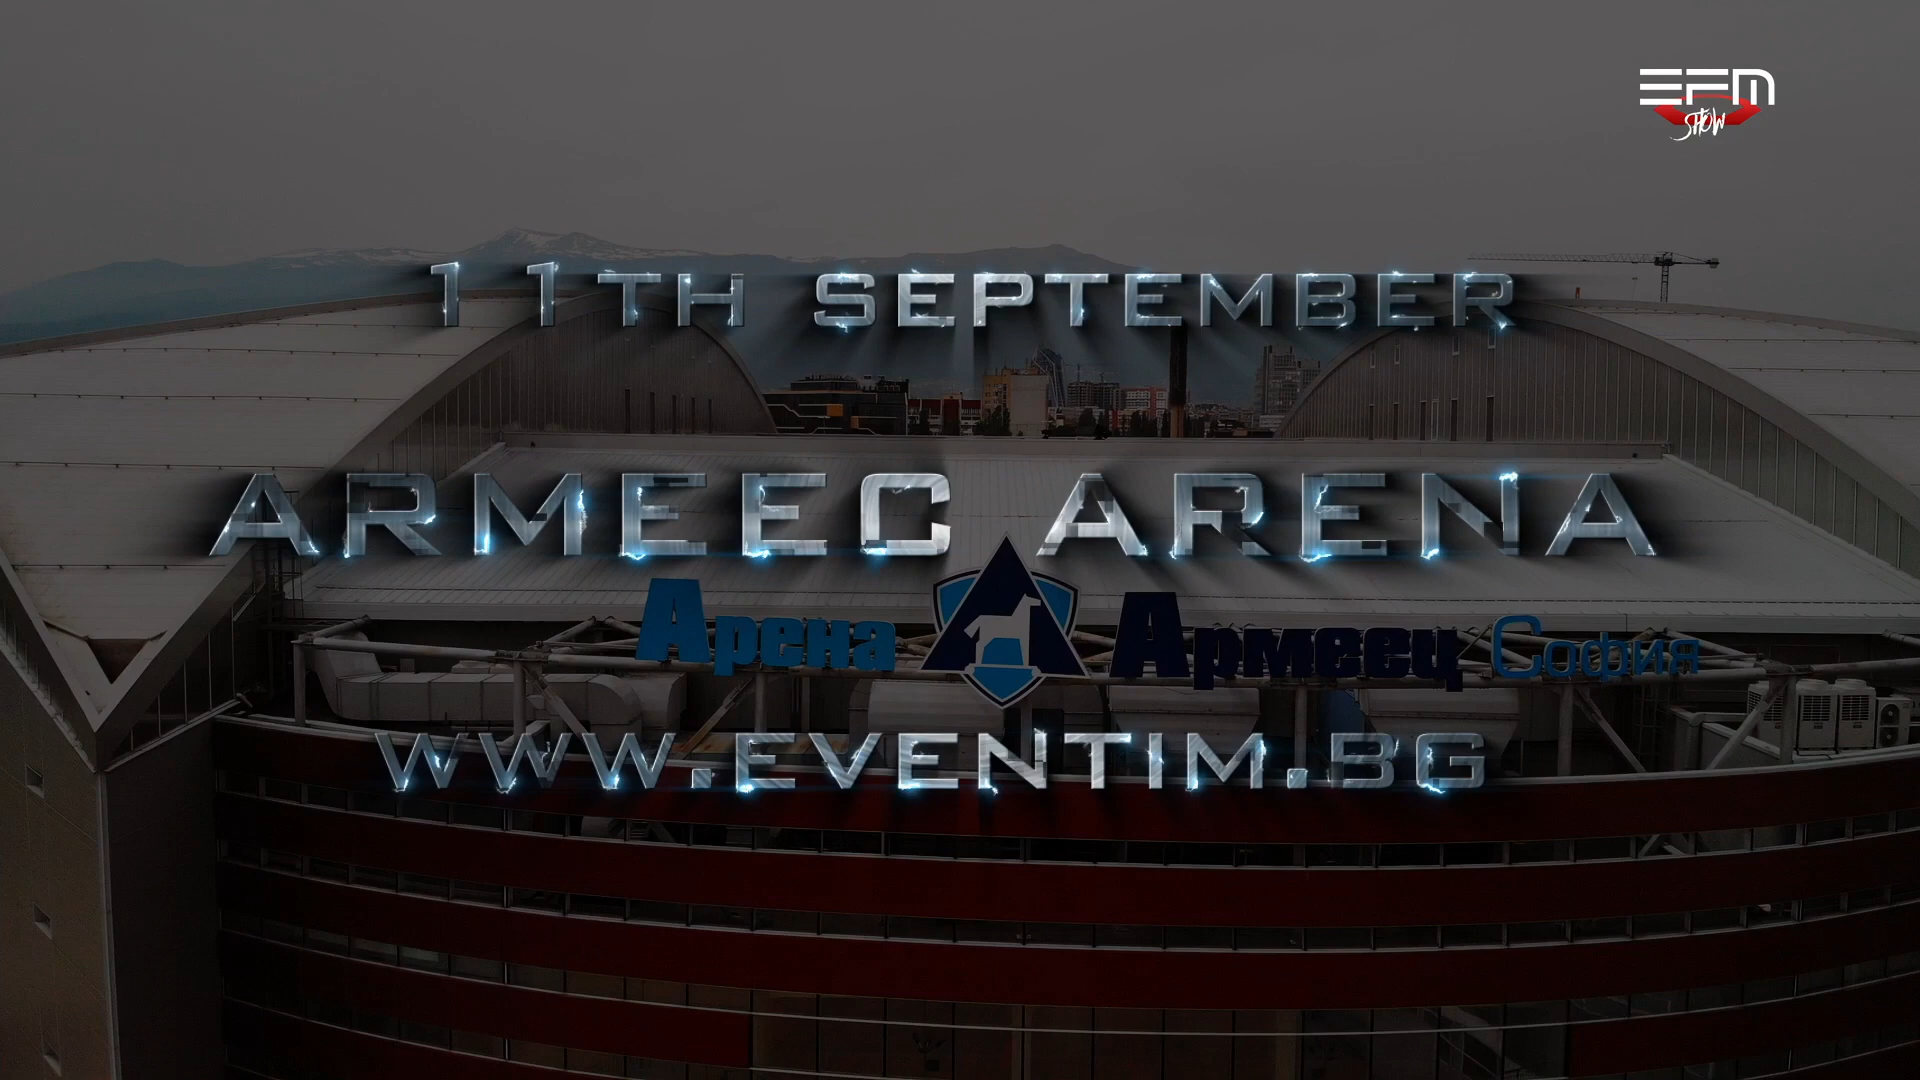 EFM
SHOW
11TH SEPTEMBER
ARMEEC ARENA
Арена Армеец София
WWW.EVENTIM.BG